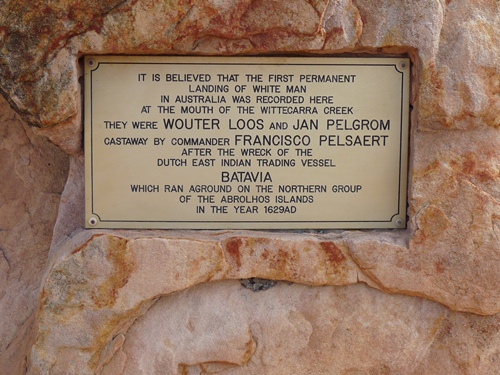 IT IS BELIEVED THAT THE FIRST PERMANENT
LANDING OF WHITE MAN
IN AUSTRALIA WAS RECORDED HERE
AT THE MOUTH OF THE WITTECARRA CREEK
THEY WERE WOUTER LOOS AND JAN PELGROM
CASTAWAY BY COMMANDER FRANCISCO PELSAERT
AFTER THE WRECK OF THE
DUTCH EAST INDIAN TRADING VESSEL
BATAVIA
WHICH RAN AGROUND ON THE NORTHERN GROUP
OF THE ABROLHOS ISLANDS
IN THE YEAR 1629AD